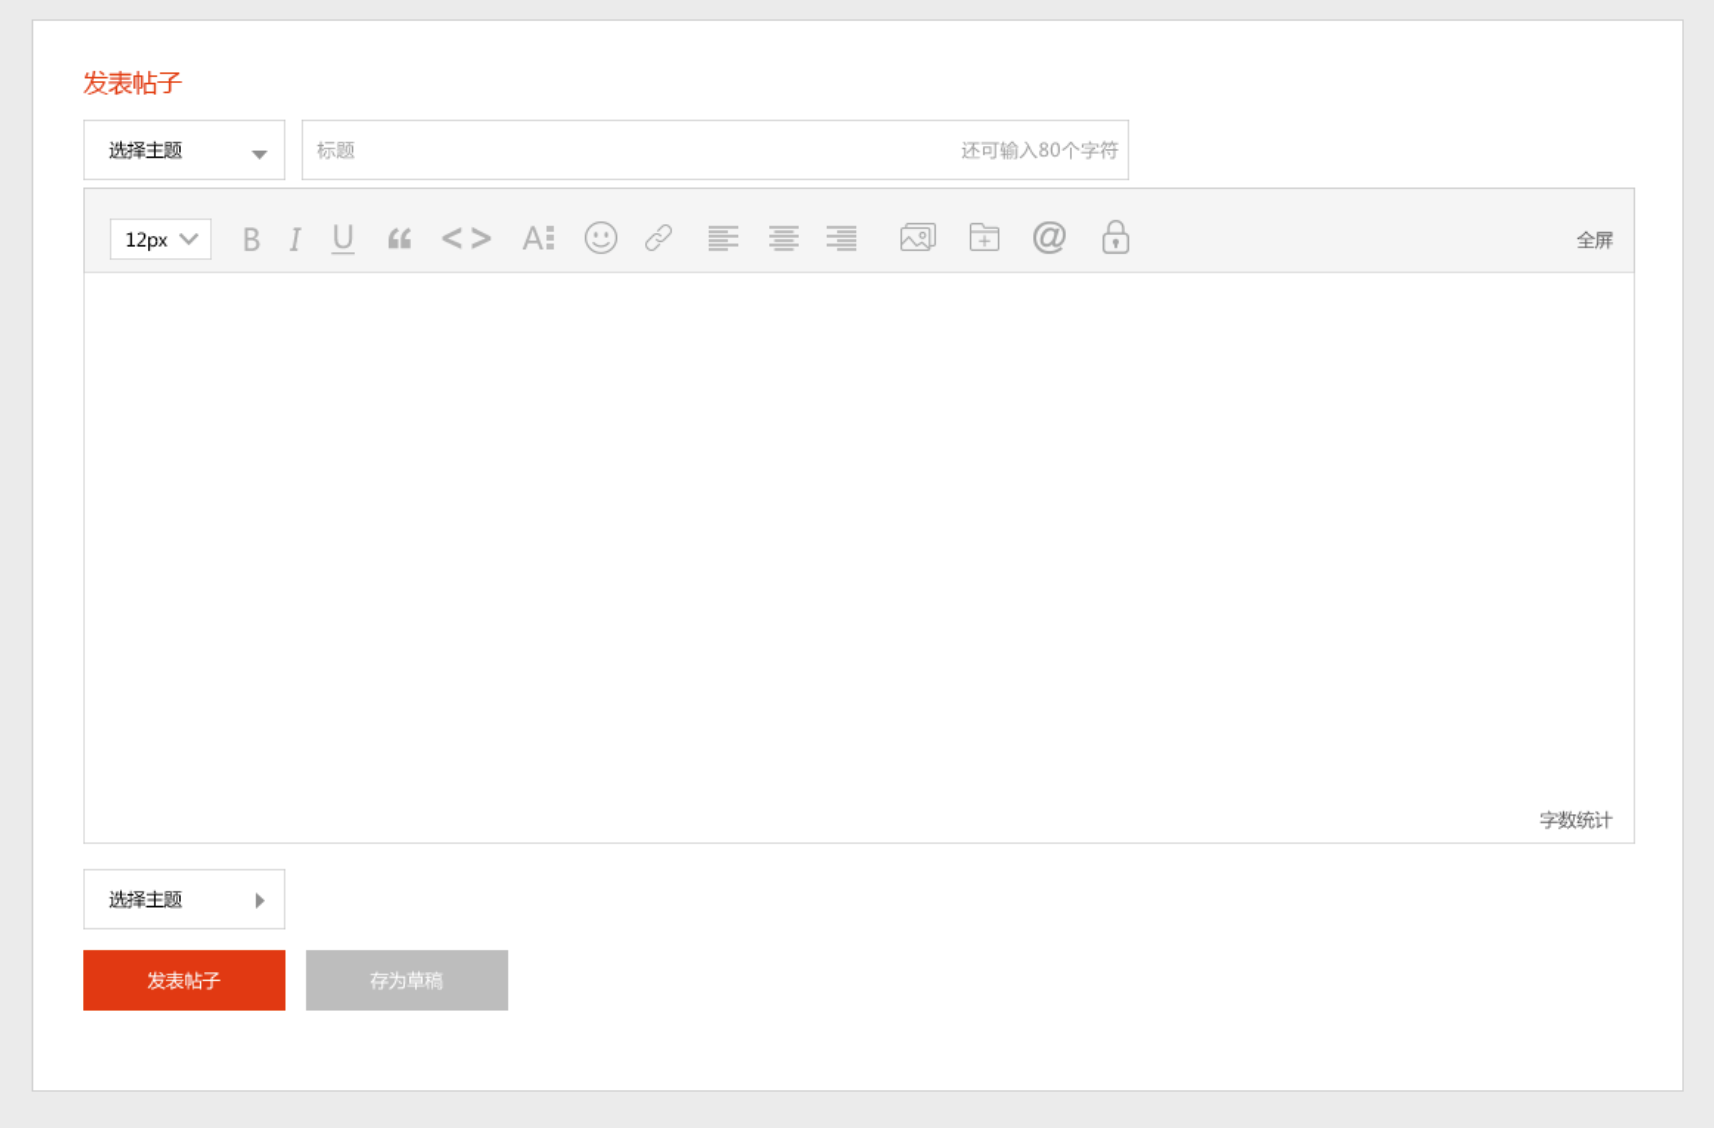 发表帖子
选择主题 标题 还可输入80个字符
12px B I U “ < > A @ 全屏
字数统计
选择主题
发表帖子 存为草稿